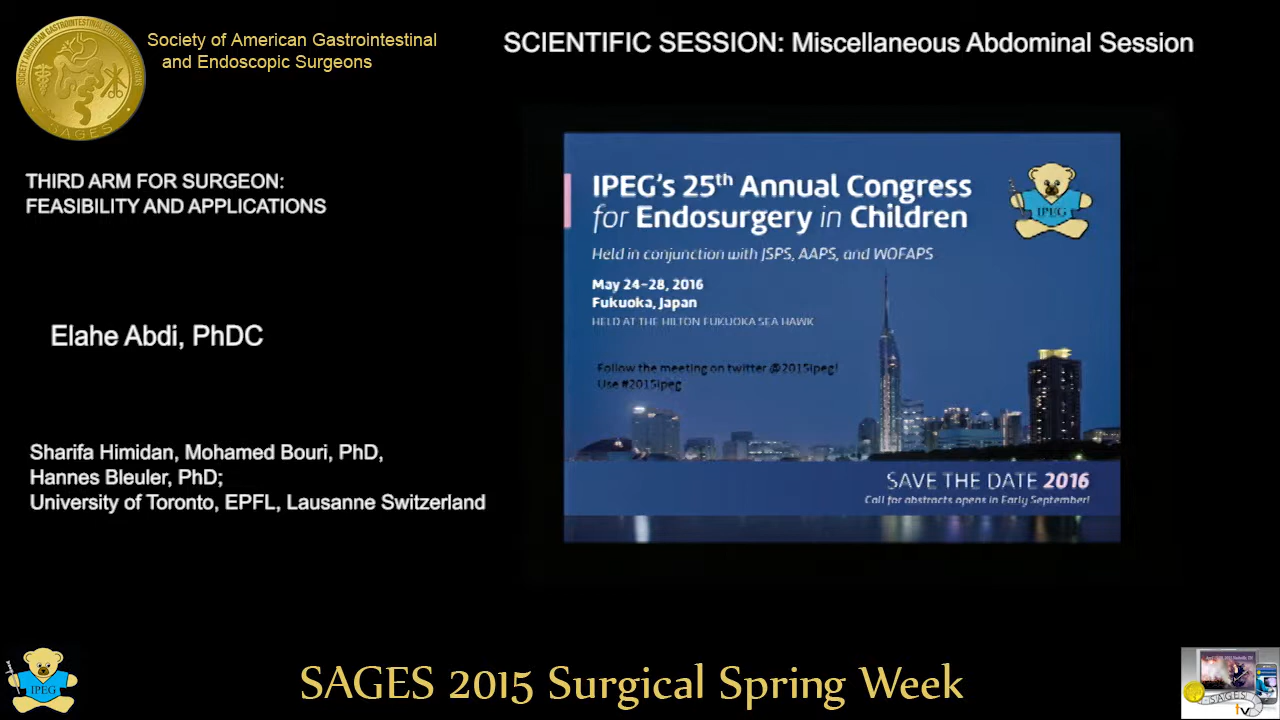 Society of American Gastrointestinal
and Endoscopic Surgeons
SCIENTIFIC SESSION: Miscellaneous Abdominal Session
SAGES
THIRD ARM FOR SURGEON:
FEASIBILITY AND APPLICATIONS
Elahe Abdi, PhDC
Sharifa Himidan, Mohamed Bouri, PhD,
Hannes Bleuler, PhD;
University of Toronto, EPFL, Lausanne Switzerland
IPEG's 25th Annual Congress
for Endosurgery in Children
IPEG
Held in conjunction with JSPS, AAPS, and WOFAPS
May 24-28, 2016
Fukuoka, Japan
HELD AT THE HILTON FUKUOKA SEA HAWK
Follow the meeting on twitter @2015ipeg!
Use #2015ipeg
SAVE THE DATE 2016
Call for abstracts opens in Early September!
IPEG
SAGES 2015 Surgical Spring Week
SAGES
tv